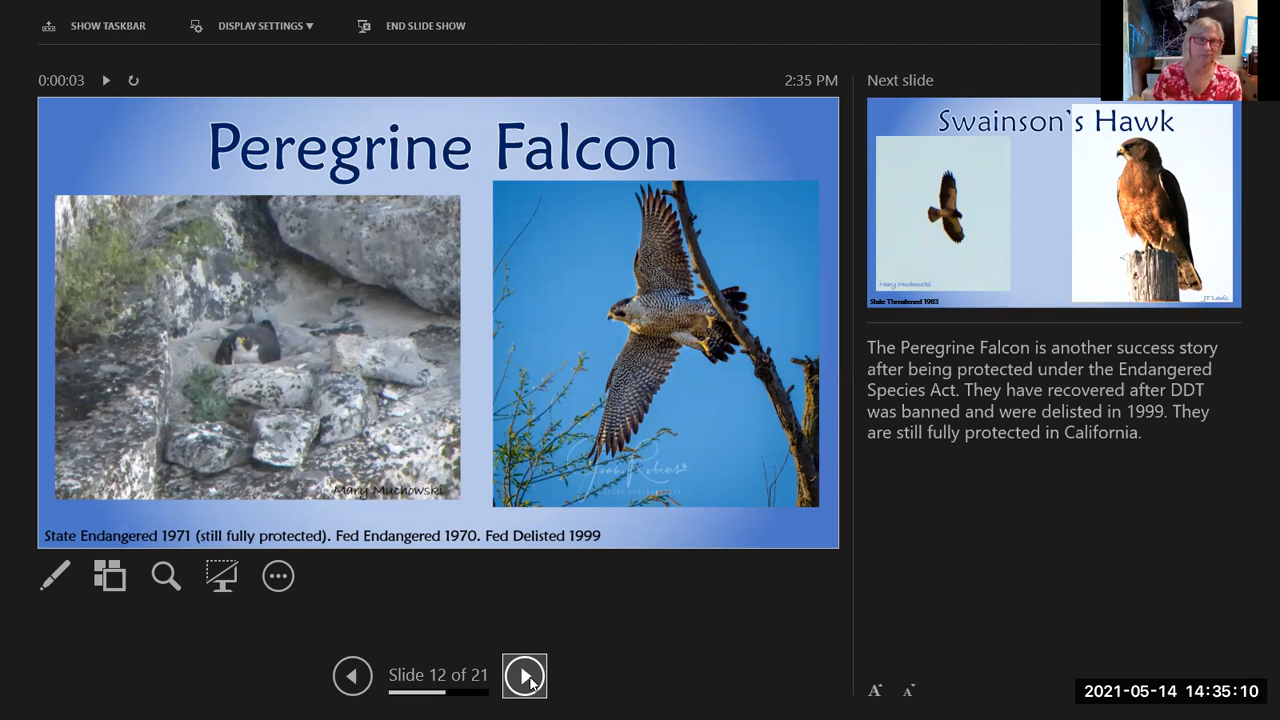 SHOW TASKBAR
DISPLAY SETTINGS ▼
END SLIDE SHOW
0:00:03
2:35 PM
Next slide
Peregrine Falcon
Mary Muchowski
State Endangered 1971 (still fully protected). Fed Endangered 1970. Fed Delisted 1999
Swainson's Hawk
Mary Muchowski
State Threatened 1983
The Peregrine Falcon is another success story
after being protected under the Endangered
Species Act. They have recovered after DDT
was banned and were delisted in 1999. They
are still fully protected in California.
Slide 12 of 21
A A
2021-05-14 14:35:10